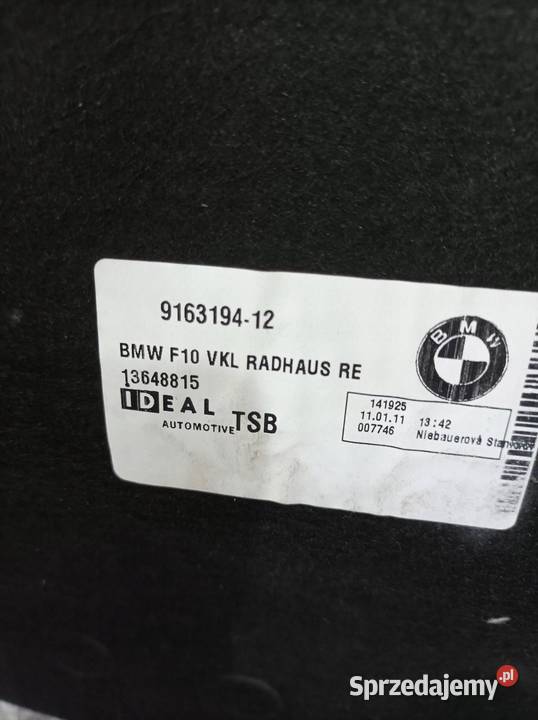 9163194-12
BMW
BMW F10 VKL RADHAUS RE
13648815
IDEAL TSB
AUTOMOTIVE
141925
11.01.11 13:42
007746 Niebauerová
Sprzedajemy.pl